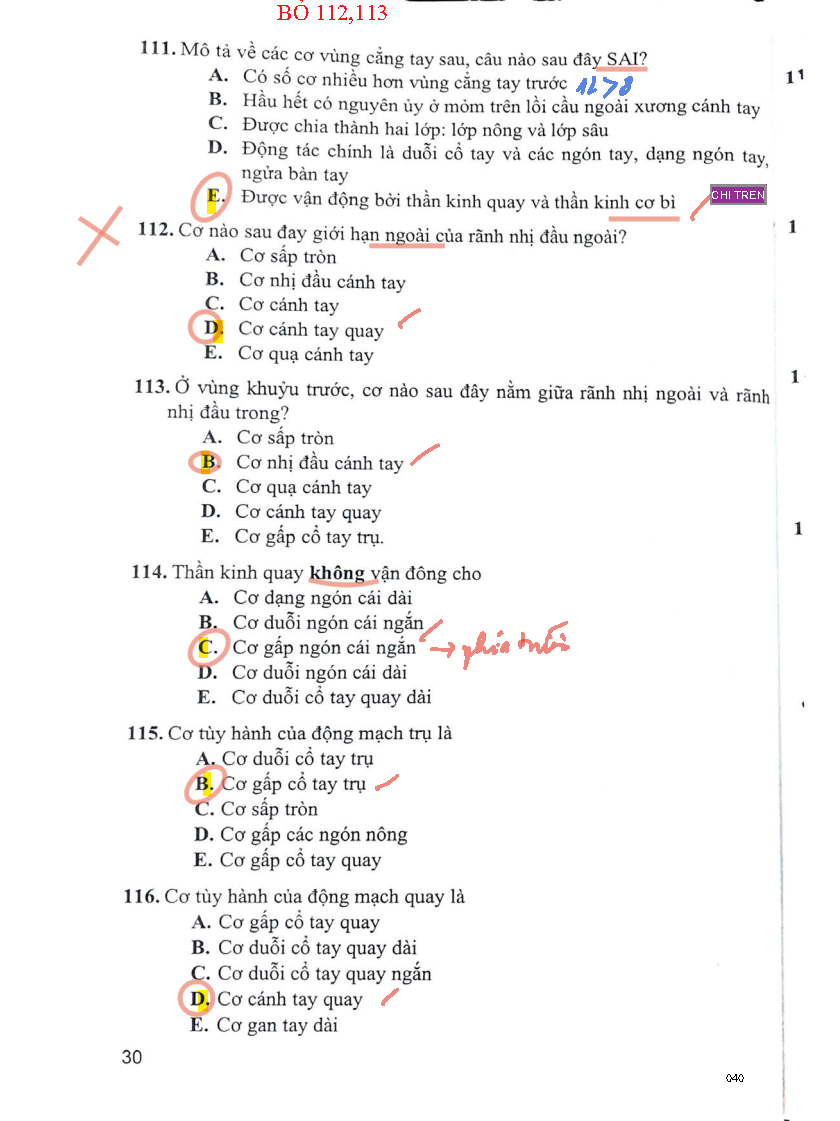 BỎ 112,113
111. Mô tả về các cơ vùng cẳng tay sau, câu nào sau đây SAI?
A. Có số cơ nhiều hơn vùng cẳng tay trước 12>8
B. Hầu hết có nguyên ủy ở mỏm trên lồi cầu ngoài xương cánh tay
C. Được chia thành hai lớp: lớp nông và lớp sâu
D. Động tác chính là duỗi cổ tay và các ngón tay, dạng ngón tay,
ngửa bàn tay
E. Được vận động bởi thần kinh quay và thần kinh cơ bì CHI TREN
112. Cơ nào sau đay giới hạn ngoài của rãnh nhị đầu ngoài?
A. Cơ sấp tròn
B. Cơ nhị đầu cánh tay
C. Cơ cánh tay
D. Cơ cánh tay quay
E. Cơ quạ cánh tay
113. Ở vùng khuỷu trước, cơ nào sau đây nằm giữa rãnh nhị ngoài và rãnh
nhị đầu trong?
A. Cơ sấp tròn
B. Cơ nhị đầu cánh tay
C. Cơ quạ cánh tay
D. Cơ cánh tay quay
E. Cơ gấp cổ tay trụ.
114. Thần kinh quay không vận đông cho
A. Cơ dạng ngón cái dài
B. Cơ duỗi ngón cái ngắn
C. Cơ gấp ngón cái ngắn → phía trước
D. Cơ duỗi ngón cái dài
E. Cơ duỗi cổ tay quay dài
115. Cơ tùy hành của động mạch trụ là
A. Cơ duỗi cổ tay trụ
B. Cơ gấp cổ tay trụ
C. Cơ sấp tròn
D. Cơ gấp các ngón nông
E. Cơ gấp cổ tay quay
116. Cơ tùy hành của động mạch quay là
A. Cơ gấp cổ tay quay
B. Cơ duỗi cổ tay quay dài
C. Cơ duỗi cổ tay quay ngắn
D. Cơ cánh tay quay
E. Cơ gan tay dài
30
040